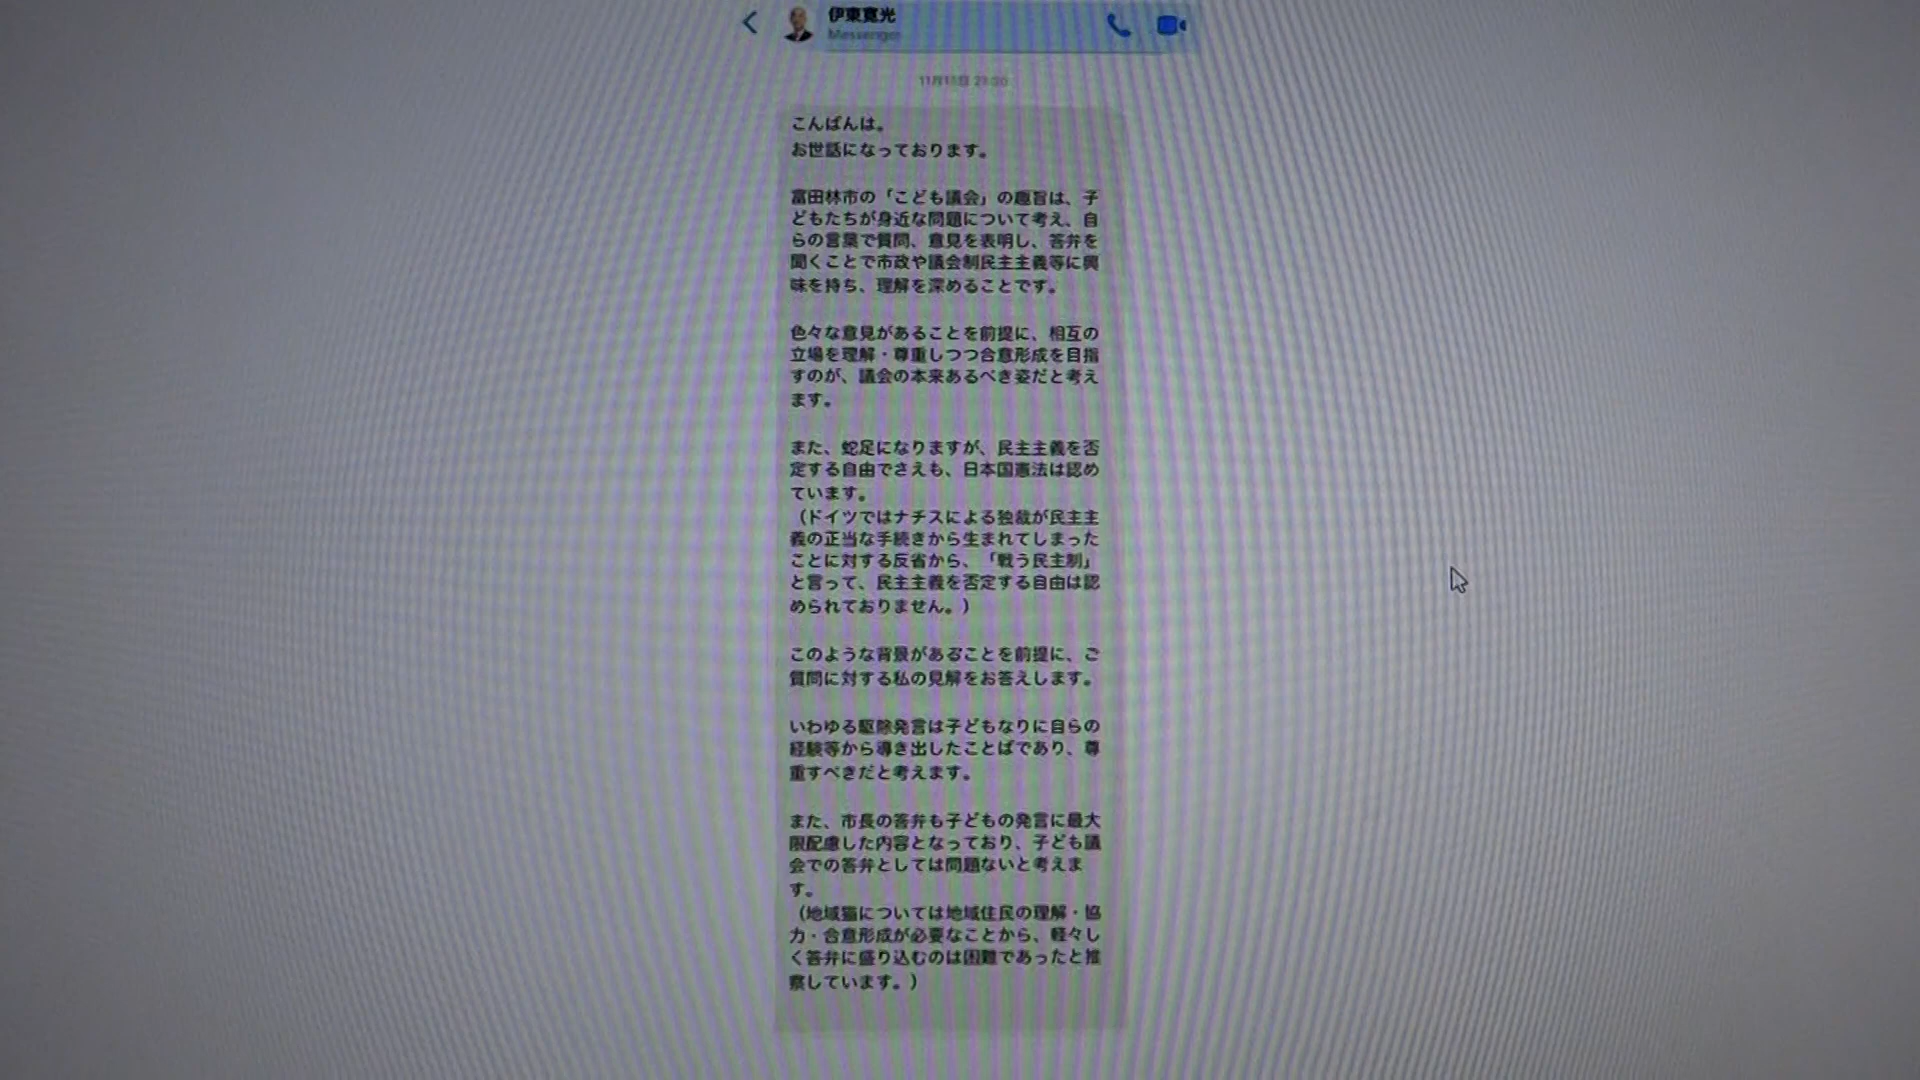 伊東寛光
Messenger
こんばんは。
お世話になっております。
富田林市の「こども議会」の趣旨は、子
どもたちが身近な問題について考え、自
らの言葉で質問、意見を表明し、答弁を
聞くことで市政や議会制民主主義等に興
味を持ち、理解を深めることです。
色々な意見があることを前提に、相互の
立場を理解・尊重しつつ合意形成を目指
すのが、議会の本来あるべき姿だと考え
ます。
また、蛇足になりますが、民主主義を否
定する自由でさえも、日本国憲法は認め
ています。
（ドイツではナチスによる独裁が民主主
義の正当な手続きから生まれてしまった
ことに対する反省から、「戦う民主制」
と言って、民主主義を否定する自由は認
められておりません。）
このような背景があることを前提に、ご
質問に対する私の見解をお答えします。
いわゆる駆除発言は子どもなりに自らの
経験等から導き出したことばであり、尊
重すべきだと考えます。
また、市長の答弁も子どもの発言に最大
限配慮した内容となっており、子ども議
会での答弁としては問題ないと考えま
す。
（地域猫については地域住民の理解・協
力・合意形成が必要なことから、軽々し
く答弁に盛り込むのは困難であったと推
察しています。）